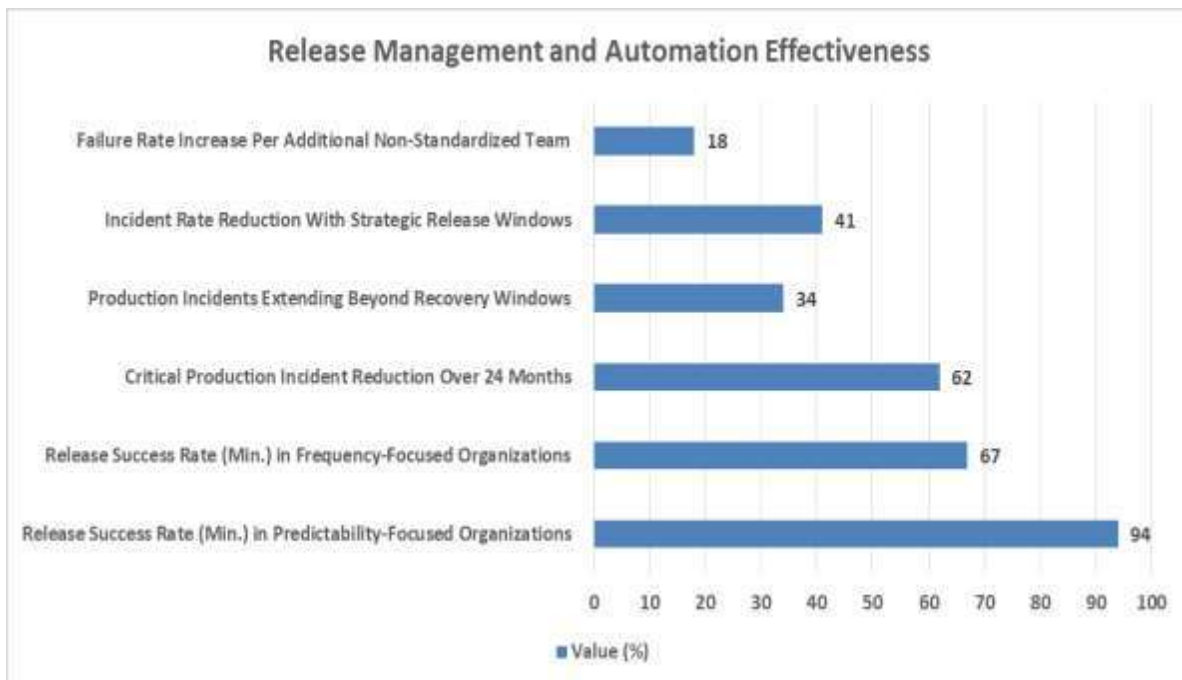 Release Management and Automation Effectiveness
Failure Rate Increase Per Additional Non-Standardized Team
18
Incident Rate Reduction With Strategic Release Windows
41
Production Incidents Extending Beyond Recovery Windows
34
Critical Production Incident Reduction Over 24 Months
62
Release Success Rate (Min.) in Frequency-Focused Organizations
67
Release Success Rate (Min.) in Predictability-Focused Organizations
94
0 10 20 30 40 50 60 70 80 90 100
Value (%)